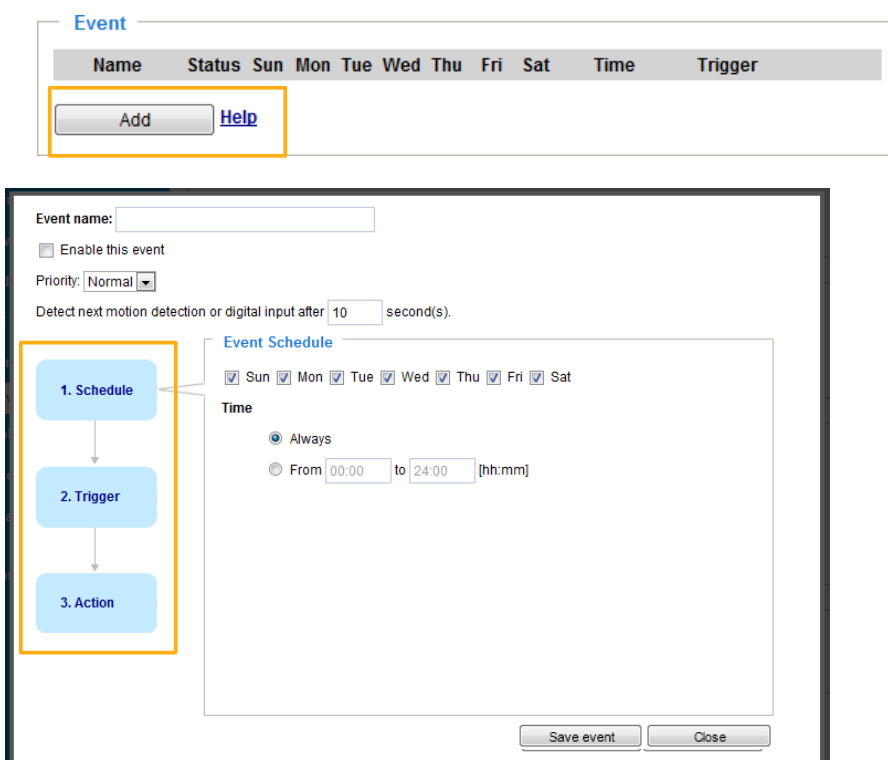 Event
Name Status Sun Mon Tue Wed Thu Fri Sat Time Trigger
Add Help
Event name:
Enable this event
Priority: Normal
Detect next motion detection or digital input after 10 second(s).
Event Schedule
1. Schedule
Sun Mon Tue Wed Thu Fri Sat
Time
Always
From 00:00 to 24:00 [hh:mm]
2. Trigger
3. Action
Save event Close